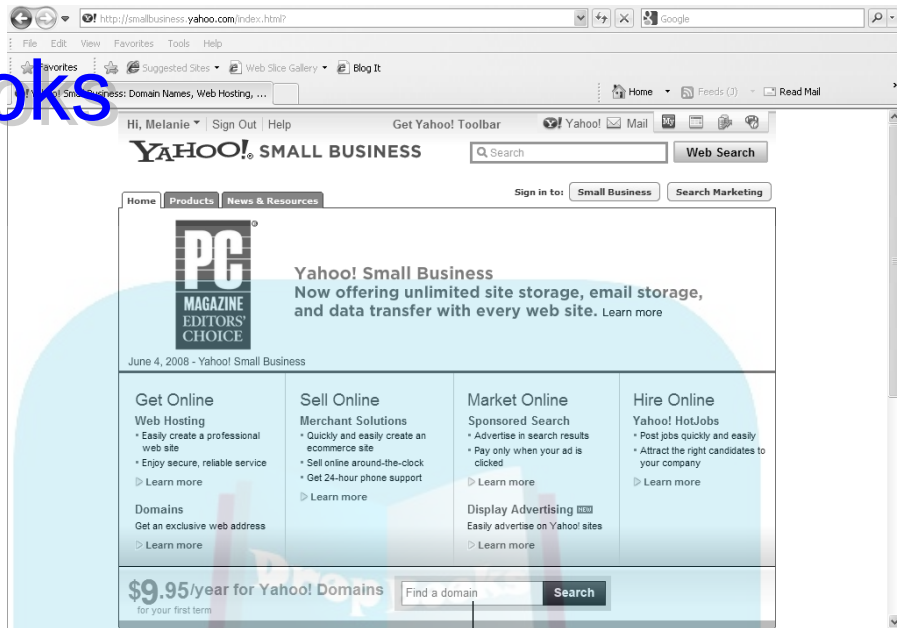 http://smallbusiness.yahoo.com/index.html?
Google
File Edit View Favorites Tools Help
Favorites Suggested Sites Web Slice Gallery Blog It
oks
Yahoo! Small Business: Domain Names, Web Hosting, ...
Home Feeds (J) Read Mail
Hi, Melanie Sign Out Help Get Yahoo! Toolbar Yahoo! Mail
YAHOO!® SMALL BUSINESS Search Web Search
Sign in to: Small Business Search Marketing
Home Products News & Resources
PC
MAGAZINE
EDITORS'
CHOICE
®
Yahoo! Small Business
Now offering unlimited site storage, email storage,
and data transfer with every web site. Learn more
June 4, 2008 - Yahoo! Small Business
Get Online
Web Hosting
• Easily create a professional
web site
• Enjoy secure, reliable service
Learn more
Domains
Get an exclusive web address
Learn more
Sell Online
Merchant Solutions
• Quickly and easily create an
ecommerce site
• Sell online around-the-clock
• Get 24-hour phone support
Learn more
Market Online
Sponsored Search
• Advertise in search results
• Pay only when your ad is
clicked
Learn more
Display Advertising NEW
Easily advertise on Yahoo! sites
Learn more
Hire Online
Yahoo! HotJobs
• Post jobs quickly and easily
• Attract the right candidates to
your company
Learn more
$9.95/year for Yahoo! Domains Find a domain Search
for your first term